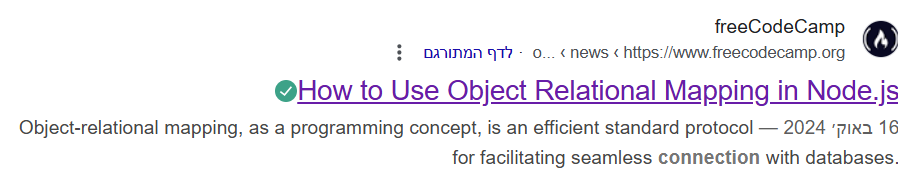 freeCodeCamp
https://www.freecodecamp.org › news › o... · לדף המתורגם
How to Use Object Relational Mapping in Node.js
16 באוק׳ 2024 — Object-relational mapping, as a programming concept, is an efficient standard protocol
for facilitating seamless connection with databases.